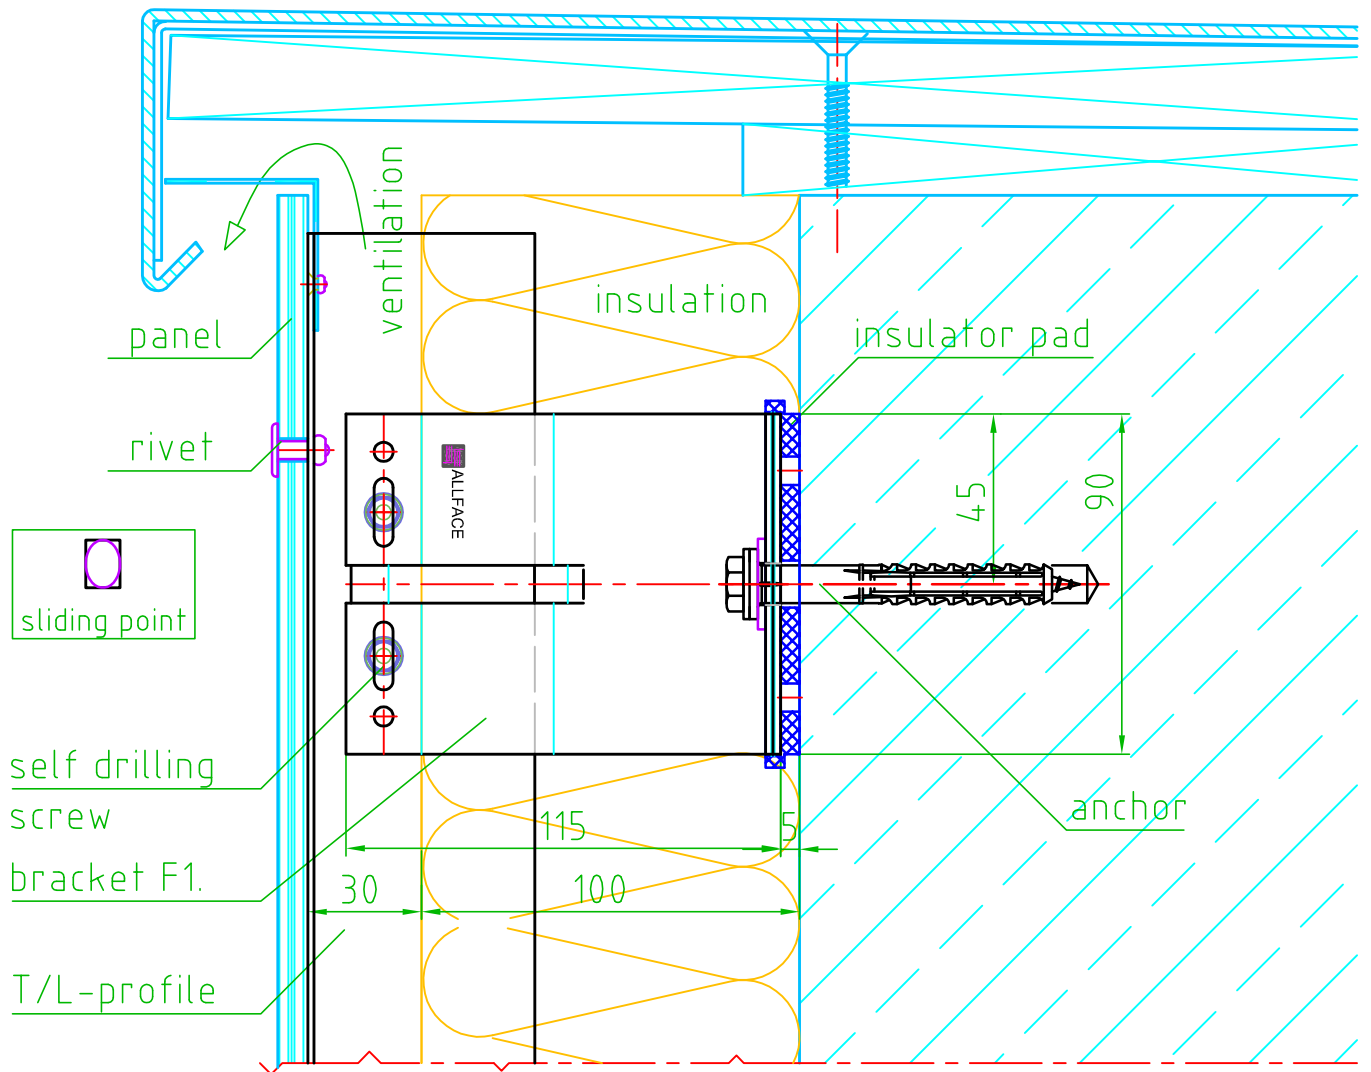 ventilation
insulation
panel
insulator pad
rivet
ALLFACE
45
90
sliding point
self drilling
screw
115
5
anchor
bracket F1.
30
100
T/L-profile